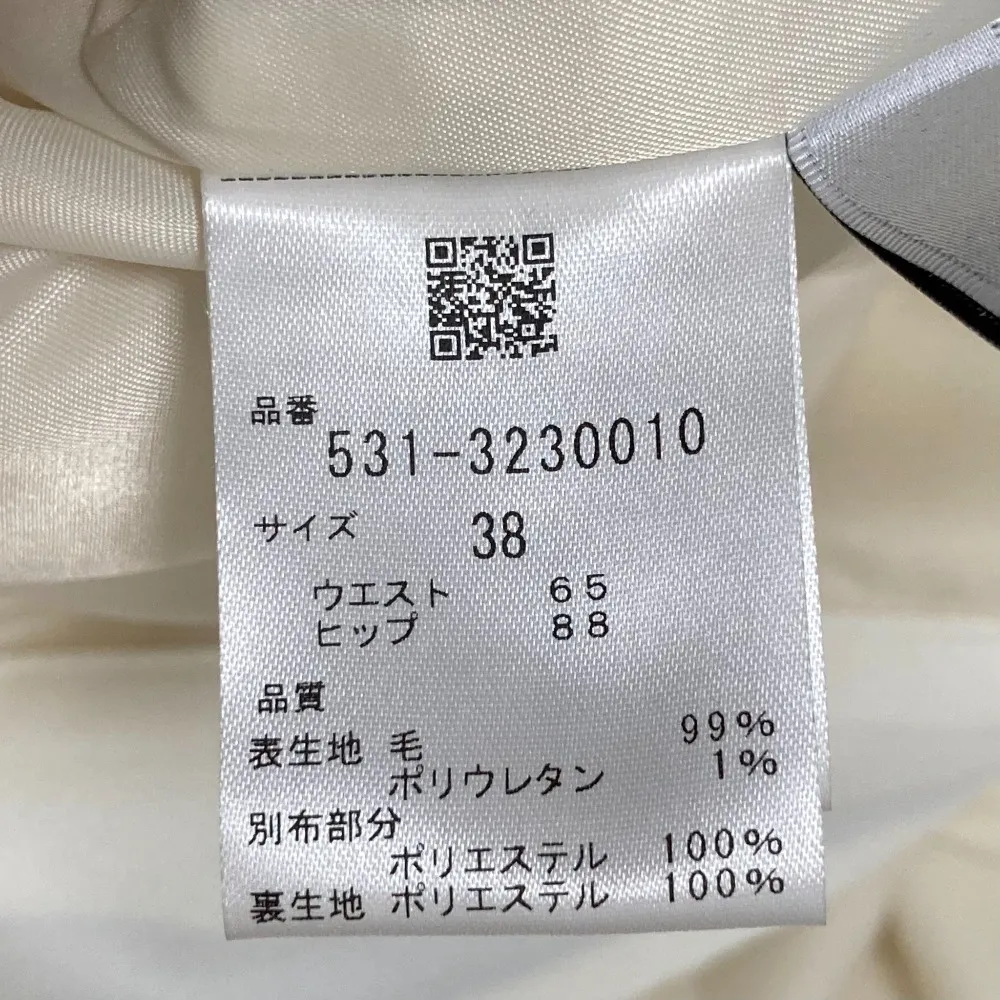 品番
531-3230010
サイズ 38
ウエスト 65
ヒップ 88
品質
表生地 毛 99%
ポリウレタン 1%
別布部分
ポリエステル 100%
裏生地 ポリエステル 100%